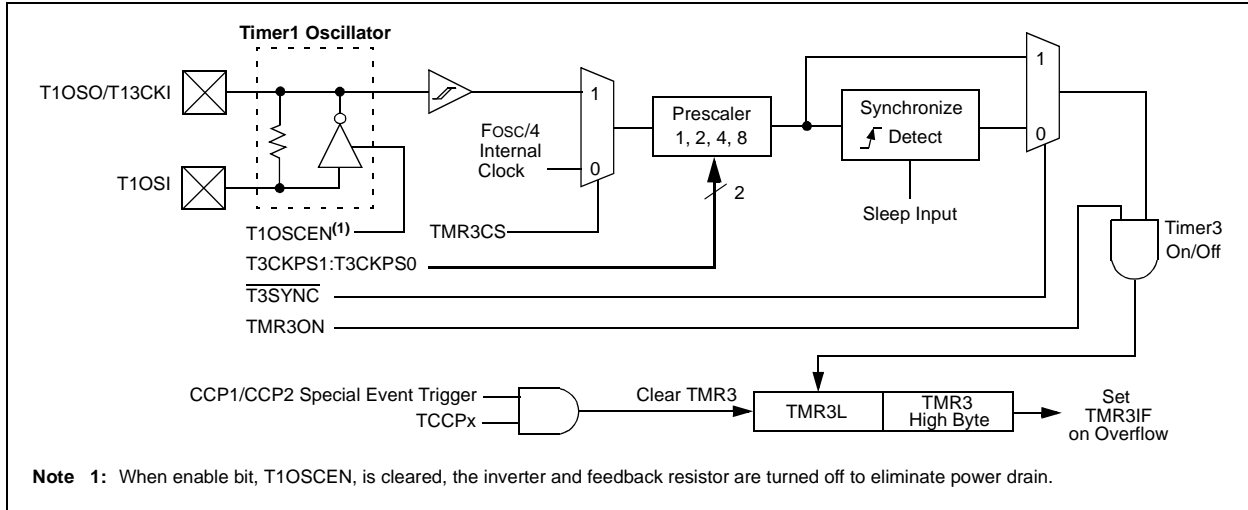 Timer1 Oscillator
T1OSO/T13CKI
T1OSI
1
FOSC/4
Internal
Clock
0
Prescaler
1, 2, 4, 8
2
Synchronize
Detect
Sleep Input
1
0
T1OSCEN(1)
TMR3CS
T3CKPS1:T3CKPS0
T3SYNC
TMR3ON
Timer3
On/Off
CCP1/CCP2 Special Event Trigger
TCCPx
Clear TMR3
TMR3L
TMR3
High Byte
Set
TMR3IF
on Overflow
Note 1: When enable bit, T1OSCEN, is cleared, the inverter and feedback resistor are turned off to eliminate power drain.